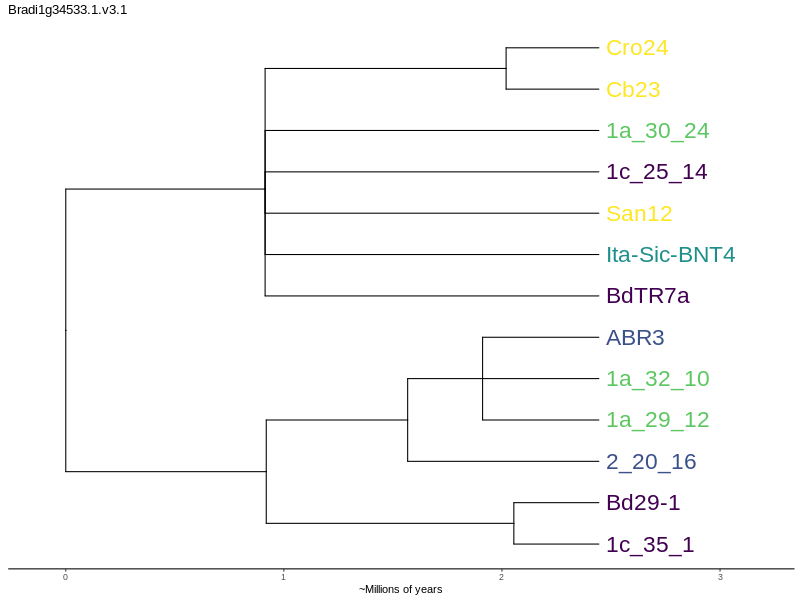 Bradi1g34533.1.v3.1
Cro24
Cb23
1a_30_24
1c_25_14
San12
Ita-Sic-BNT4
BdTR7a
ABR3
1a_32_10
1a_29_12
2_20_16
Bd29-1
1c_35_1
0 1 2 3
~Millions of years